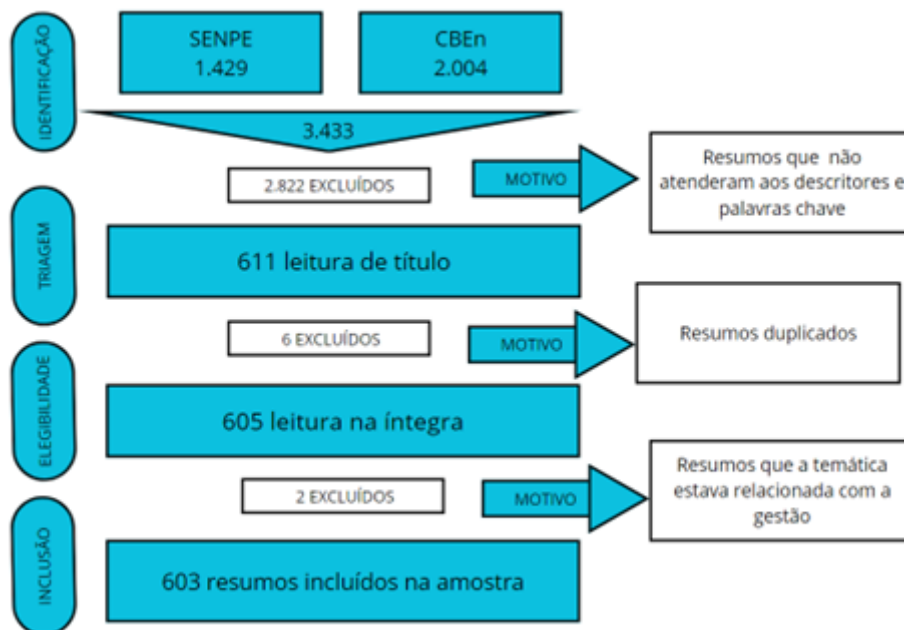 IDENTIFICAÇÃO
SENPE
1.429
CBEn
2.004
3.433
2.822 EXCLUÍDOS
MOTIVO
Resumos que não
atenderam aos descritores e
palavras chave
TRIAGEM
611 leitura de título
6 EXCLUÍDOS
MOTIVO
Resumos duplicados
ELEGIBILIDADE
605 leitura na íntegra
2 EXCLUÍDOS
MOTIVO
Resumos que a temática
estava relacionada com a
gestão
INCLUSÃO
603 resumos incluídos na amostra